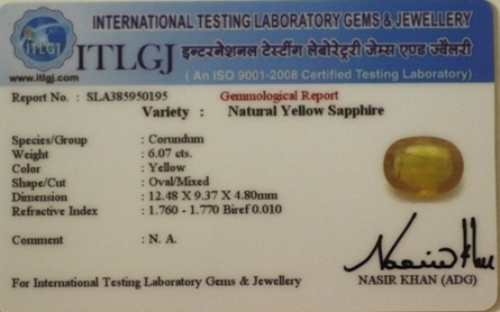 INTERNATIONAL TESTING LABORATORY GEMS & JEWELLERY
ITLGJ
ITLGJ इन्टरनेशनल टेस्टींग लेबोरेट्री जेम्स एण्ड ज्वैलरी
www.itlgj.com
( An ISO 9001-2008 Certified Testing Laboratory)
Report No. : SLA385950195 Gemmological Report
Variety : Natural Yellow Sapphire
Species/Group : Corundum
Weight : 6.07 cts.
Color : Yellow
Shape/Cut : Oval/Mixed
Dimension : 12.48 X 9.37 X 4.80mm
Refractive Index : 1.760 - 1.770 Biref 0.010
Comment : N. A.
For International Testing Laboratory Gems & Jewellery
NASIR KHAN (ADG)